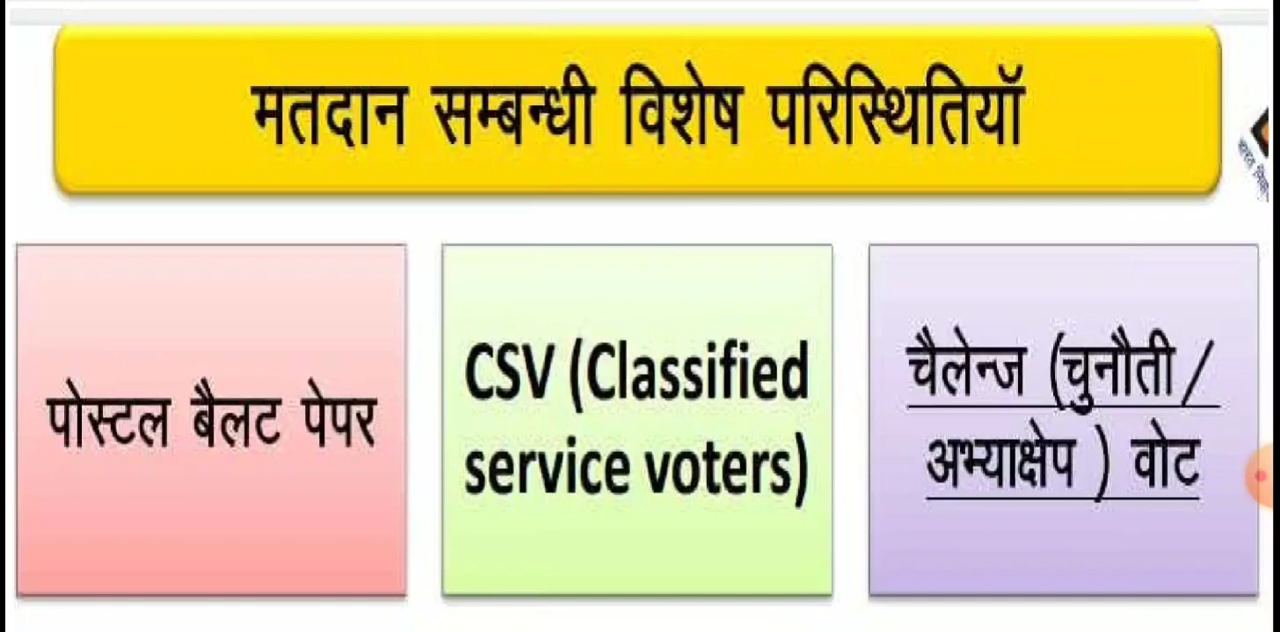 मतदान सम्बन्धी विशेष परिस्थितियॉ
पोस्टल बैलट पेपर
CSV (Classified
service voters)
चैलेन्ज (चुनौती /
अभ्याक्षेप ) वोट